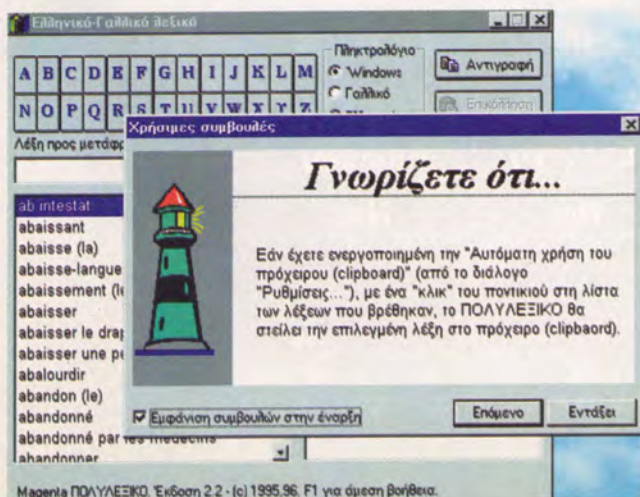 Ελληνικό-Γαλλικό λεξικό
Πληκτρολόγιο
A B C D E F G H I J K L M
Windows
Γαλλικό
Αντιγραφή
N O P Q R S T U V W X Y Z
Επικόλληση
Λέξη προς
Χρήσιμες συμβουλές
Γνωρίζετε ότι...
Εάν έχετε ενεργοποιημένη την "Αυτόματη χρήση του
πρόχειρου (clipboard)" (από το διάλογο
"Ρυθμίσεις..."), με ένα "κλικ" του ποντικιού στη λίστα
των λέξεων που βρέθηκαν, το ΠΟΛΥΛΕΞΙΚΟ θα
στείλει την επιλεγμένη λέξη στο πρόχειρο (clipbaord).
Εμφάνιση συμβουλών στην έναρξη
Επόμενο
Εντάξει
ab intestat
abaissant
abaisse (la)
abaisse-langue
abaissement
abaisser
abaisser le
abaisser une
abalourdir
abandon (le)
abandonné
abandonné par les médecins
abandonner
Magenta ΠΟΛΥΛΕΞΙΚΟ. Έκδοση 2.2 - (c) 1995,96. F1 για άμεση βοήθεια.